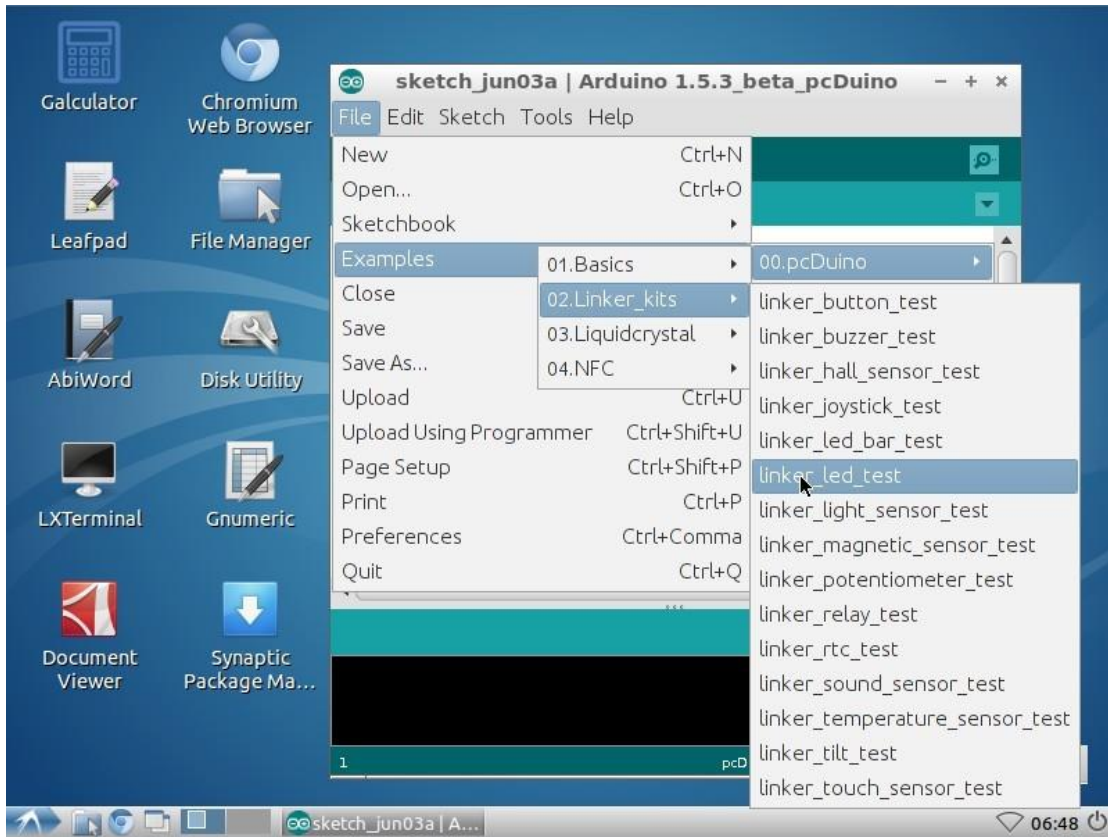 Galculator
Chromium
Web Browser
Leafpad
File Manager
AbiWord
Disk Utility
LXTerminal
Gnumeric
Document
Viewer
Synaptic
Package Ma...
sketch_jun03a | Arduino 1.5.3_beta_pcDuino
File Edit Sketch Tools Help
New Ctrl+N
Open... Ctrl+O
Sketchbook
Examples
Close
Save
Save As...
Upload Ctrl+U
Upload Using Programmer Ctrl+Shift+U
Page Setup Ctrl+Shift+P
Print Ctrl+P
Preferences Ctrl+Comma
Quit Ctrl+Q
01.Basics
02.Linker_kits
03.Liquidcrystal
04.NFC
00.pcDuino
linker_button_test
linker_buzzer_test
linker_hall_sensor_test
linker_joystick_test
linker_led_bar_test
linker_led_test
linker_light_sensor_test
linker_magnetic_sensor_test
linker_potentiometer_test
linker_relay_test
linker_rtc_test
linker_sound_sensor_test
linker_temperature_sensor_test
linker_tilt_test
linker_touch_sensor_test
1 pcD
sketch_jun03a | A...
06:48